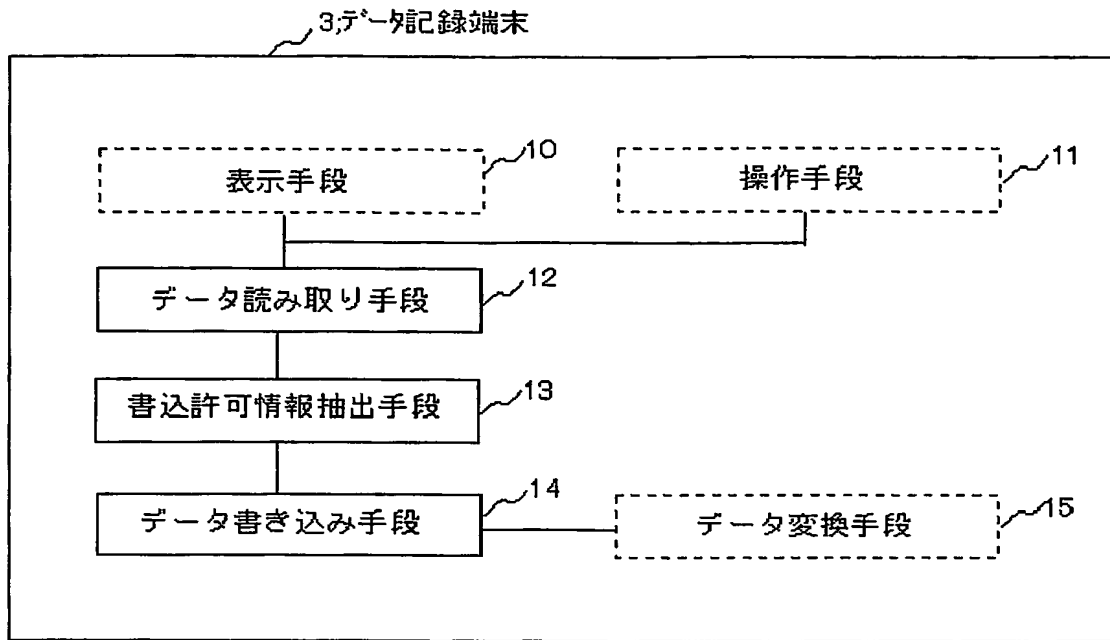 3;データ記録端末
表示手段
10
操作手段
11
データ読み取り手段
12
書込許可情報抽出手段
13
データ書き込み手段
14
データ変換手段
15